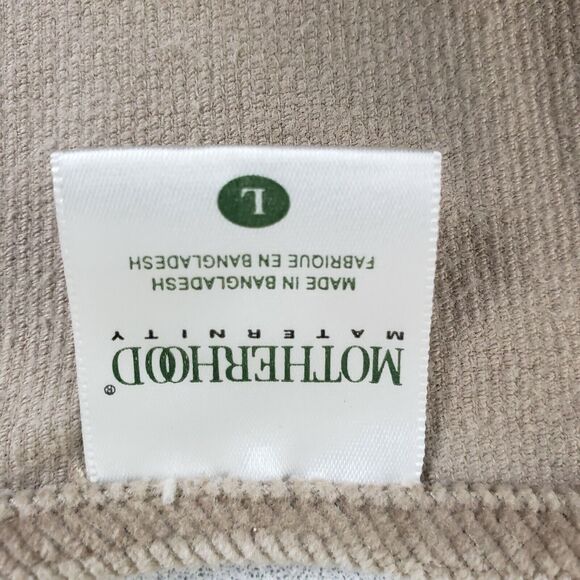 MOTHERHOOD®
MATERNITY
MADE IN BANGLADESH
FABRIQUE EN BANGLADESH
L